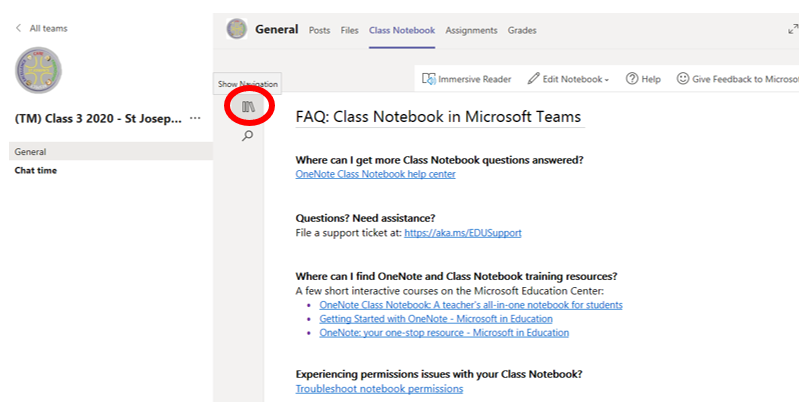 All teams
(TM) Class 3 2020 - St Josep... ...
General
Chat time
General Posts Files Class Notebook Assignments Grades
Show Navigation
Immersive Reader Edit Notebook Help Give Feedback to Microso
FAQ: Class Notebook in Microsoft Teams
Where can I get more Class Notebook questions answered?
OneNote Class Notebook help center
Questions? Need assistance?
File a support ticket at: https://aka.ms/EDUSupport
Where can I find OneNote and Class Notebook training resources?
A few short interactive courses on the Microsoft Education Center:
• OneNote Class Notebook: A teacher's all-in-one notebook for students
• Getting Started with OneNote - Microsoft in Education
• OneNote: your one-stop resource - Microsoft in Education
Experiencing permissions issues with your Class Notebook?
Troubleshoot notebook permissions